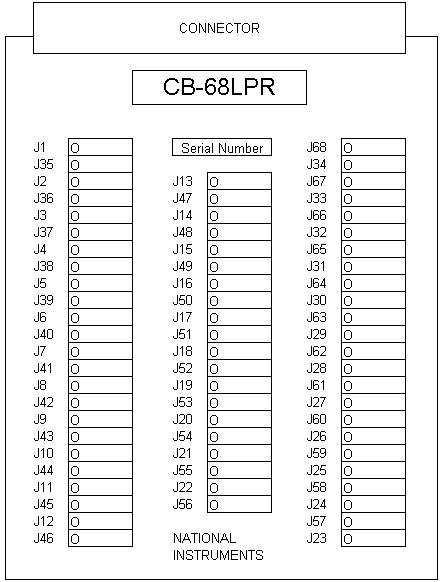 CONNECTOR
CB-68LPR
J1 O
J35 O
J2 O
J36 O
J3 O
J37 O
J4 O
J38 O
J5 O
J39 O
J6 O
J40 O
J7 O
J41 O
J8 O
J42 O
J9 O
J43 O
J10 O
J44 O
J11 O
J45 O
J12 O
J46 O
Serial Number
J13 O
J47 O
J14 O
J48 O
J15 O
J49 O
J16 O
J50 O
J17 O
J51 O
J18 O
J52 O
J19 O
J53 O
J20 O
J54 O
J21 O
J55 O
J22 O
J56 O
NATIONAL
INSTRUMENTS
J68 O
J34 O
J67 O
J33 O
J66 O
J32 O
J65 O
J31 O
J64 O
J30 O
J63 O
J29 O
J62 O
J28 O
J61 O
J27 O
J60 O
J26 O
J59 O
J25 O
J58 O
J24 O
J57 O
J23 O